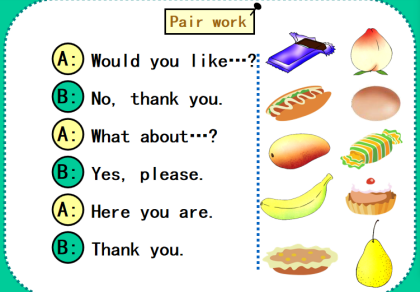 Pair work
A: Would you like…?
B: No, thank you.
A: What about…?
B: Yes, please.
A: Here you are.
B: Thank you.